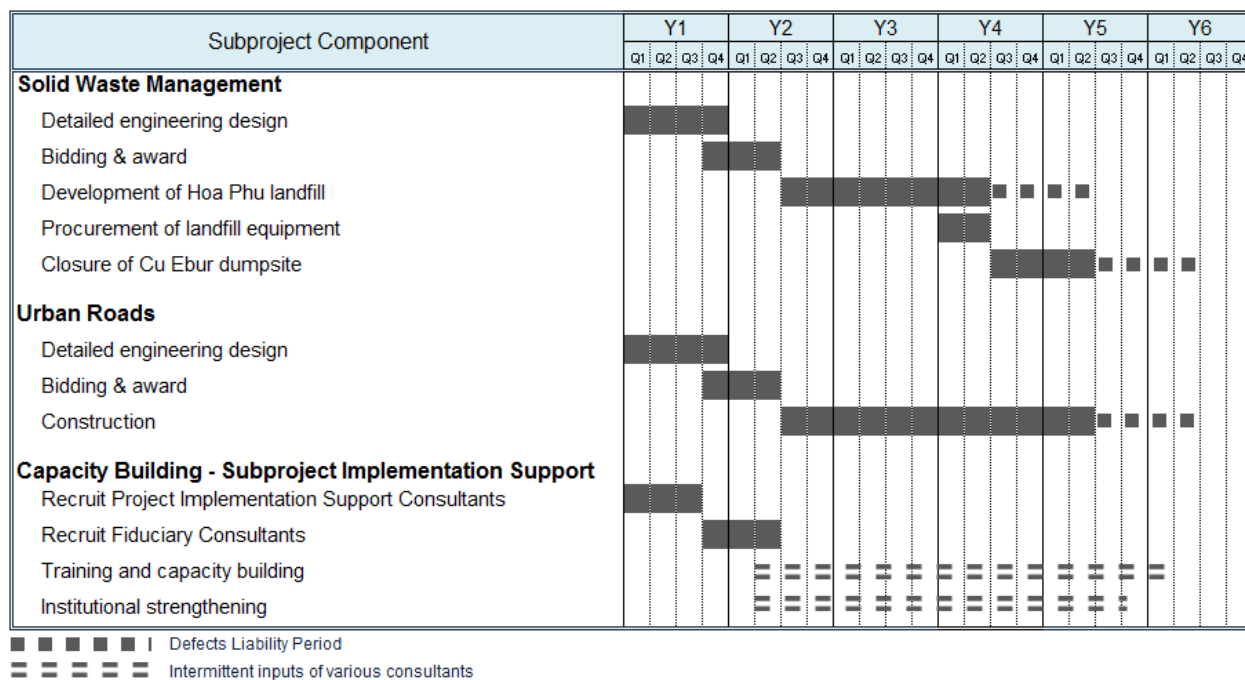 Subproject Component Y1 Y2 Y3 Y4 Y5 Y6
Q1 Q2 Q3 Q4 Q1 Q2 Q3 Q4 Q1 Q2 Q3 Q4 Q1 Q2 Q3 Q4 Q1 Q2 Q3 Q4 Q1 Q2 Q3 Q4
Solid Waste Management
Detailed engineering design
Bidding & award
Development of Hoa Phu landfill
Procurement of landfill equipment
Closure of Cu Ebur dumpsite
Urban Roads
Detailed engineering design
Bidding & award
Construction
Capacity Building - Subproject Implementation Support
Recruit Project Implementation Support Consultants
Recruit Fiduciary Consultants
Training and capacity building
Institutional strengthening
Defects Liability Period
Intermittent inputs of various consultants